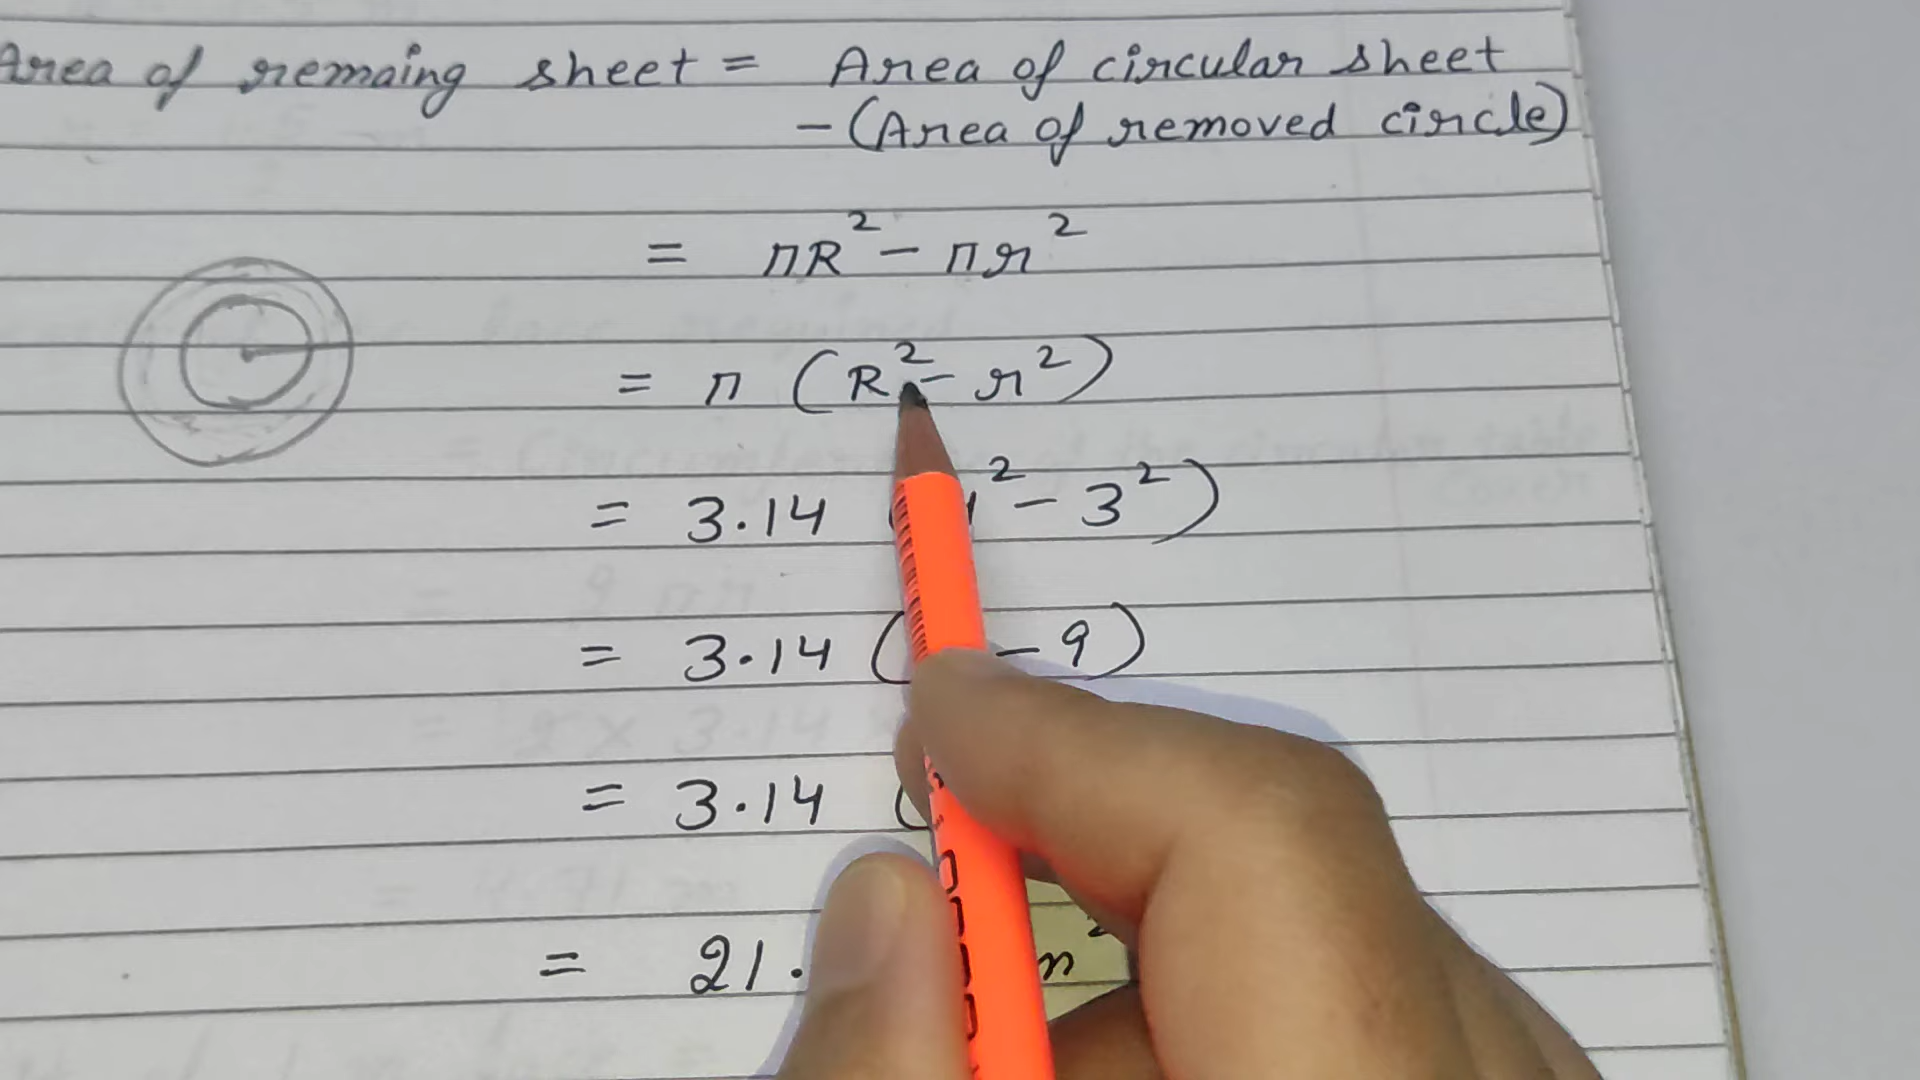 Area of remaing sheet = Area of circular sheet
- (Area of removed circle)
= πR² - πr²
= π (R² - r²)
= 3.14 ( ² - 3²)
= 3.14 ( - 9)
= 3.14 (
= 21.